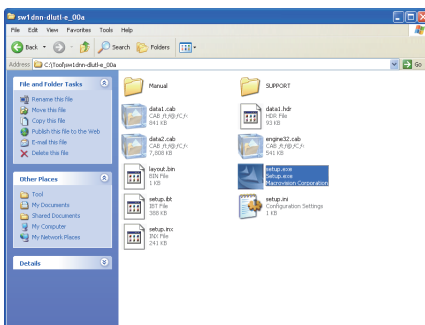 sw1dnn-dlutl-e_00a
File Edit View Favorites Tools Help
Back Search Folders
Address C:\Tool\sw1dnn-dlutl-e_00a Go
File and Folder Tasks
Rename this file
Move this file
Copy this file
Publish this file to the Web
E-mail this file
Delete this file
Other Places
Tool
My Documents
Shared Documents
My Computer
My Network Places
Details
Manual
SUPPORT
data1.cab
841 KB
data1.hdr
HDR File
93 KB
data2.cab
7,808 KB
engine32.cab
541 KB
layout.bin
BIN File
1 KB
setup.exe
Setup.exe
Macrovision Corporation
setup.ibt
IBT File
388 KB
setup.ini
Configuration Settings
1 KB
setup.inx
INX File
241 KB